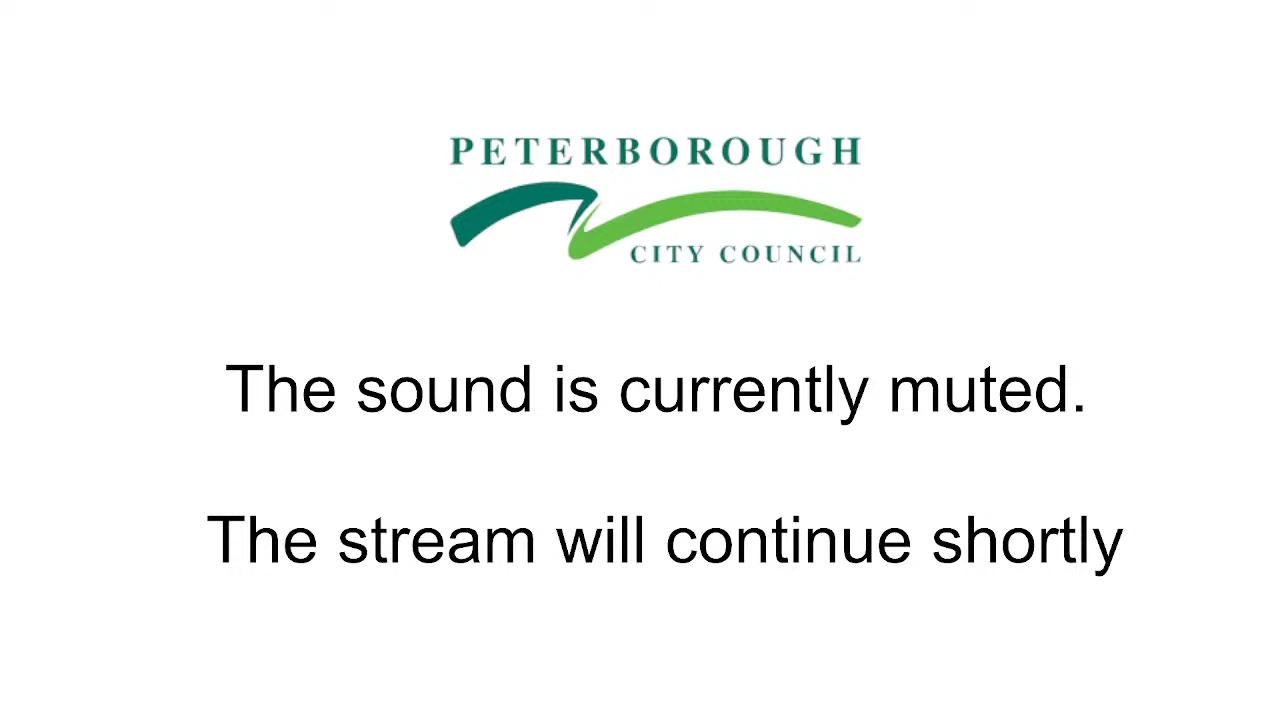 PETERBOROUGH
CITY COUNCIL
The sound is currently muted.
The stream will continue shortly